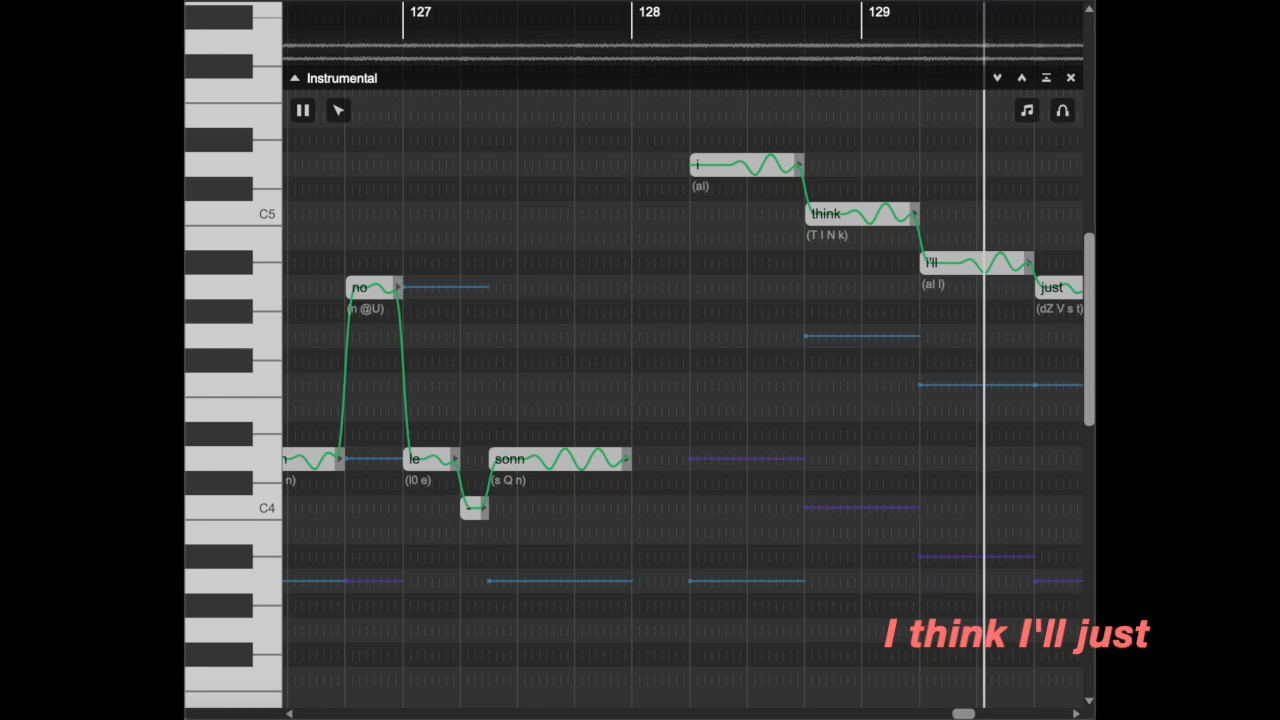 127 128 129
Instrumental
i
(aI)
C5
think
(T I N k)
i'll
(aI l)
no
just
(n @U)
(dZ V s t)
n le sonn
n) (l0 e) (s Q n)
C4
-
I think I'll just